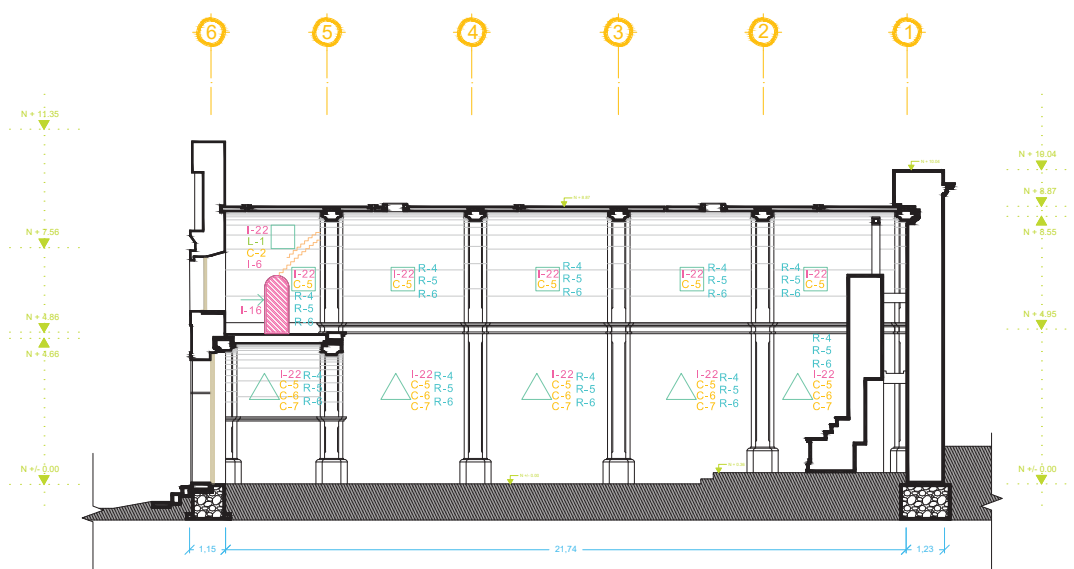 6 5 4 3 2 1
N + 11.35
N + 10.04
N + 8.87
N + 8.55
N + 7.56
N + 4.86
N + 4.66
N + 4.95
N +/- 0.00
N +/- 0.00
I-22
L-1
C-2
I-6
I-16
I-22
C-5
R-4
R-5
R-6
I-22
C-5
R-4
R-5
R-6
I-22
C-5
R-4
R-5
R-6
I-22
C-5
R-4
R-5
R-6
R-4
R-5
R-6
I-22
C-5
I-22
C-5
C-6
C-7
R-4
R-5
R-6
I-22
C-5
C-6
C-7
R-4
R-5
R-6
I-22
C-5
C-6
C-7
R-4
R-5
R-6
I-22
C-5
C-6
C-7
R-4
R-5
R-6
R-4
R-5
R-6
I-22
C-5
C-6
C-7
1,15
21,74
1,23